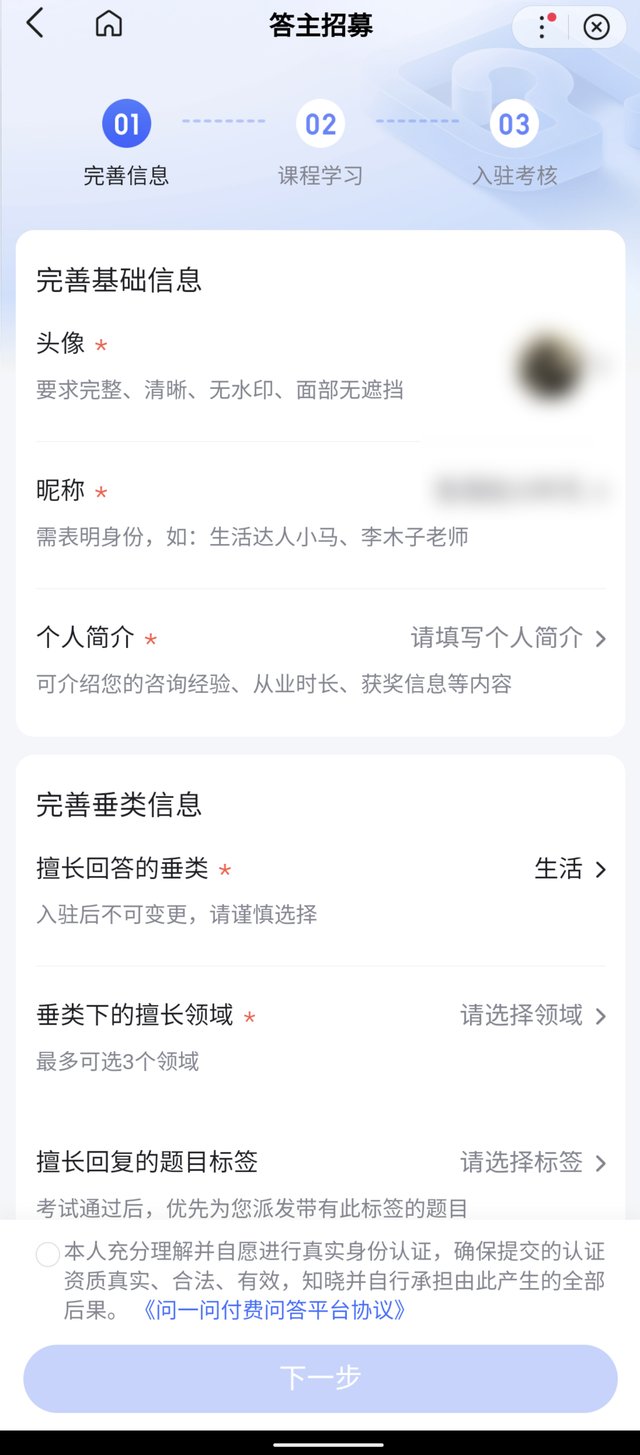 答主招募
01
02
03
完善信息
课程学习
入驻考核
完善基础信息
头像 *
要求完整、清晰、无水印、面部无遮挡
昵称 *
需表明身份，如：生活达人小马、李木子老师
个人简介 *
请填写个人简介
可介绍您的咨询经验、从业时长、获奖信息等内容
完善垂类信息
擅长回答的垂类 *
生活
入驻后不可变更，请谨慎选择
垂类下的擅长领域 *
请选择领域
最多可选3个领域
擅长回复的题目标签
请选择标签
考试通过后，优先为您派发带有此标签的题目
本人充分理解并自愿进行真实身份认证，确保提交的认证
资质真实、合法、有效，知晓并自行承担由此产生的全部
后果。《问一问付费问答平台协议》
下一步